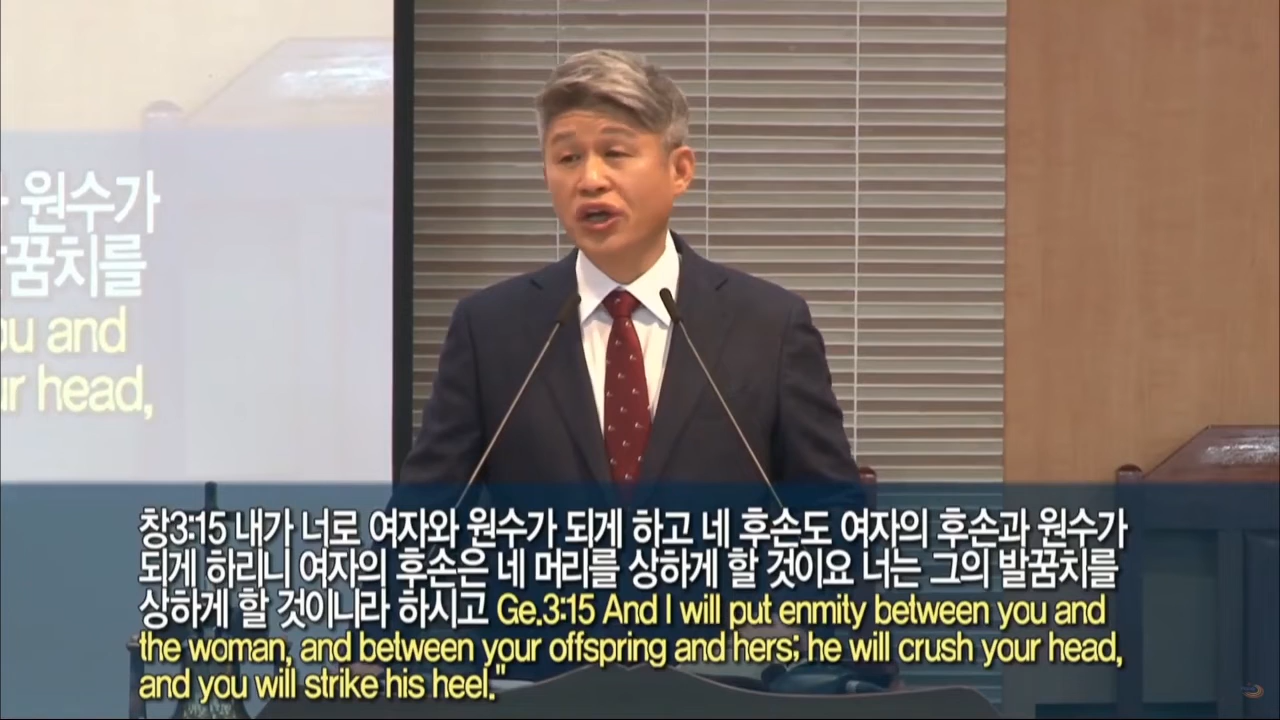 원수가
꿈치를
ou and
ur head,
창3:15 내가 너로 여자와 원수가 되게 하고 네 후손도 여자의 후손과 원수가
되게 하리니 여자의 후손은 네 머리를 상하게 할 것이요 너는 그의 발꿈치를
상하게 할 것이니라 하시고 Ge.3:15 And I will put enmity between you and
the woman, and between your offspring and hers; he will crush your head,
and you will strike his heel."